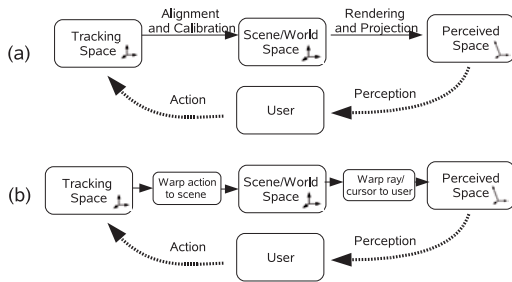 Alignment
and Calibration
Rendering
and Projection
(a)
Tracking
Space
Scene/World
Space
Perceived
Space
Action
User
Perception
(b)
Tracking
Space
Warp action
to scene
Scene/World
Space
Warp ray/
cursor to user
Perceived
Space
Action
User
Perception